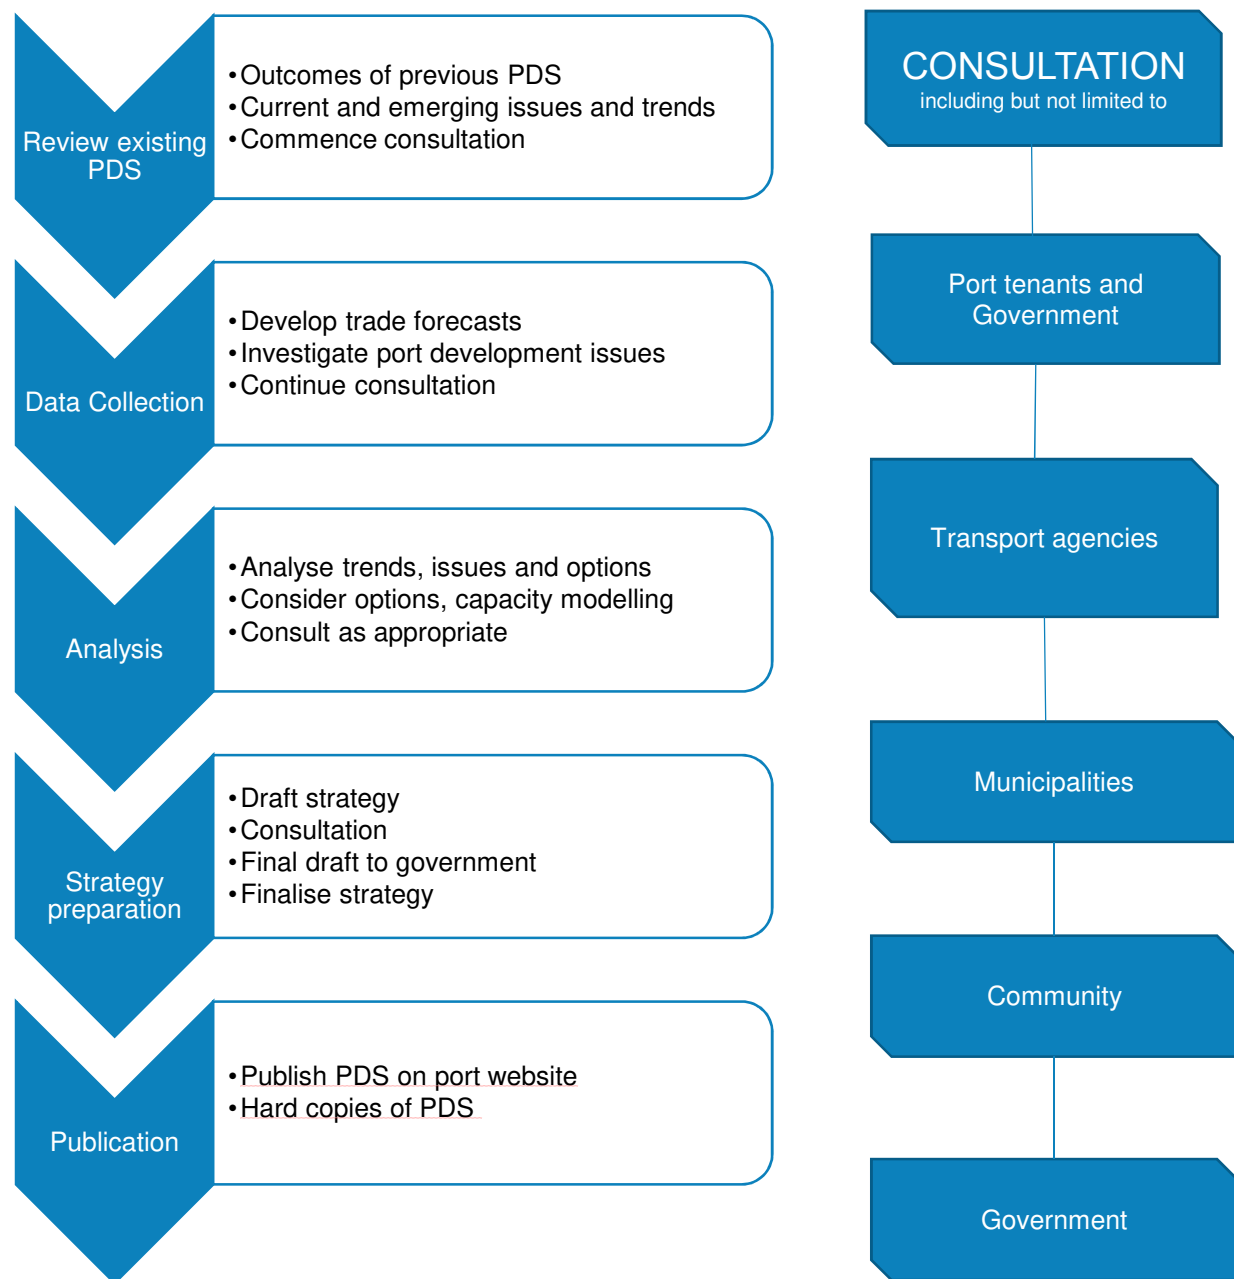 Review existing
PDS
•Outcomes of previous PDS
•Current and emerging issues and trends
•Commence consultation
Data Collection
•Develop trade forecasts
•Investigate port development issues
•Continue consultation
Analysis
•Analyse trends, issues and options
•Consider options, capacity modelling
•Consult as appropriate
Strategy
preparation
•Draft strategy
•Consultation
•Final draft to government
•Finalise strategy
Publication
•Publish PDS on port website
•Hard copies of PDS
CONSULTATION
including but not limited to
Port tenants and
Government
Transport agencies
Municipalities
Community
Government